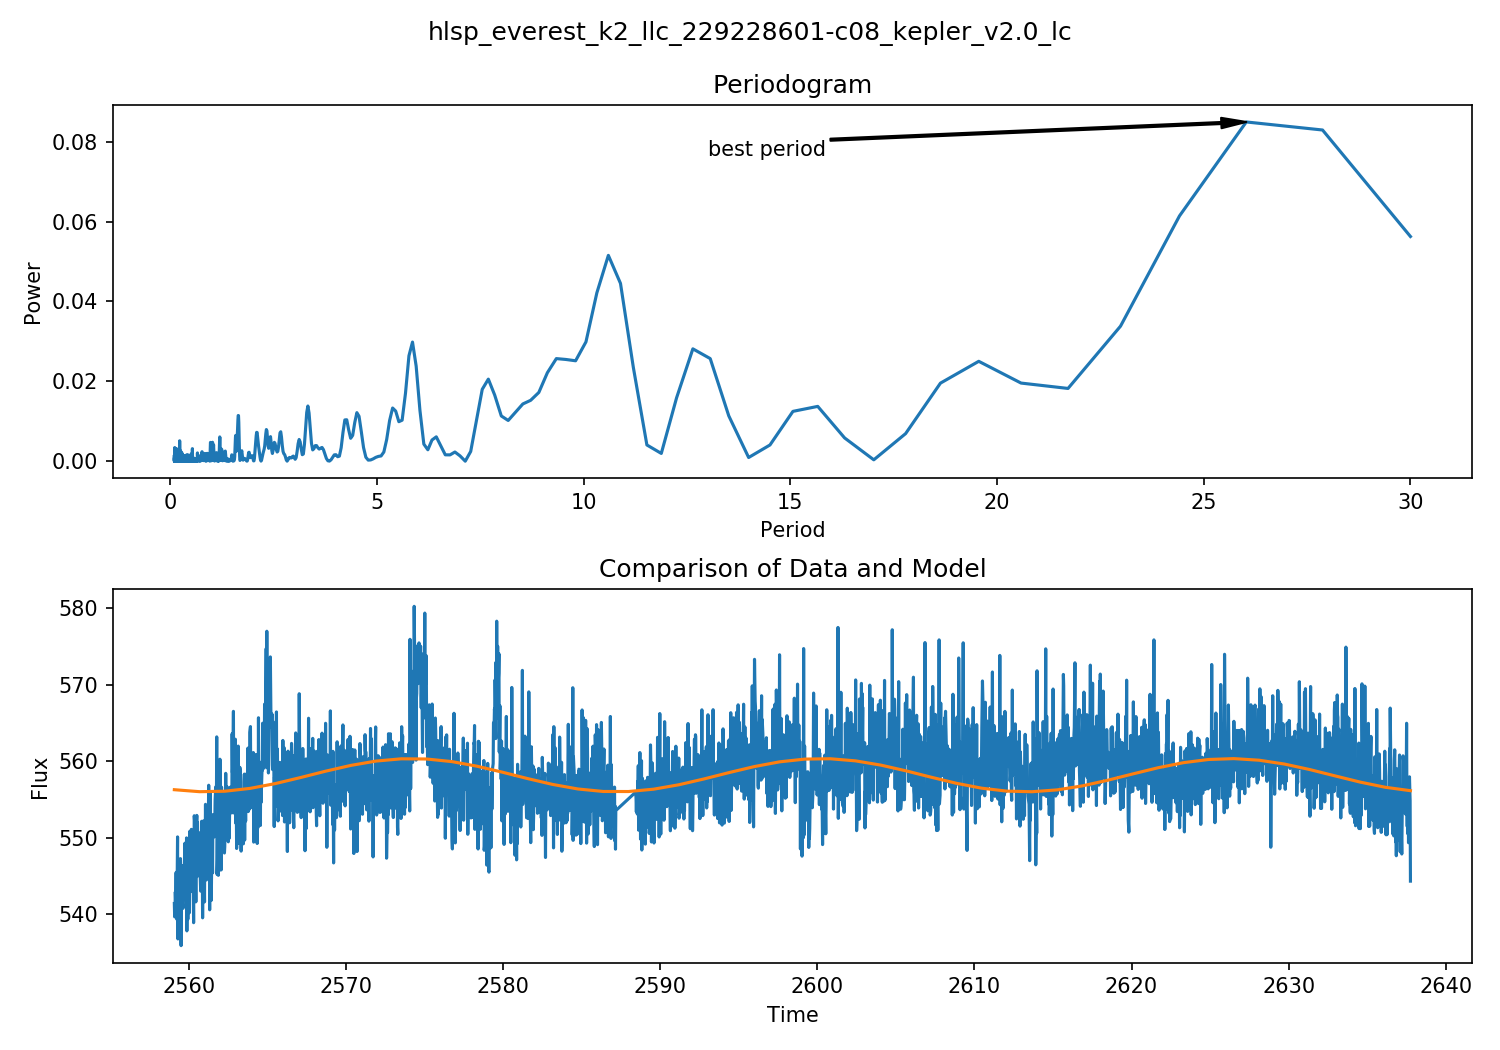 hlsp_everest_k2_llc_229228601-c08_kepler_v2.0_lc
Periodogram
0.08
0.06
0.04
0.02
0.00
Power
best period
0 5 10 15 20 25 30
Period
Comparison of Data and Model
580
570
560
550
540
Flux
2560 2570 2580 2590 2600 2610 2620 2630 2640
Time